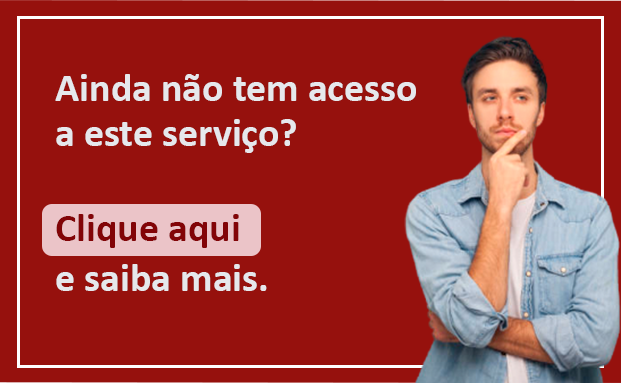 Ainda não tem acesso
a este serviço?
Clique aqui
e saiba mais.